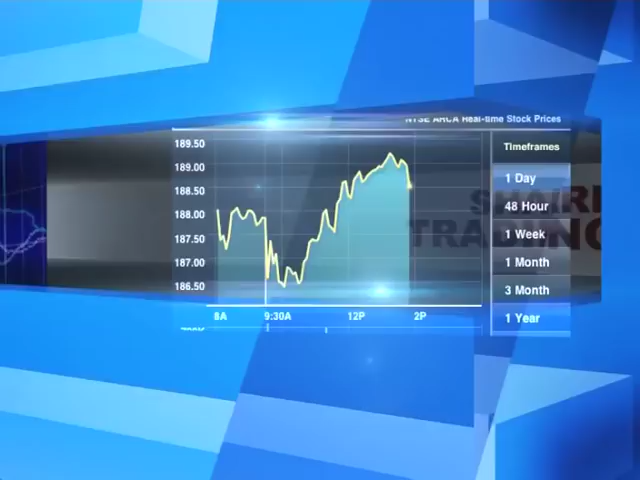 NYSE ARCA Real-time Stock Prices
189.50
189.00
188.50
188.00
187.50
187.00
186.50
8A 9:30A 12P 2P
Timeframes
1 Day
48 Hour
1 Week
1 Month
3 Month
1 Year
TRADING